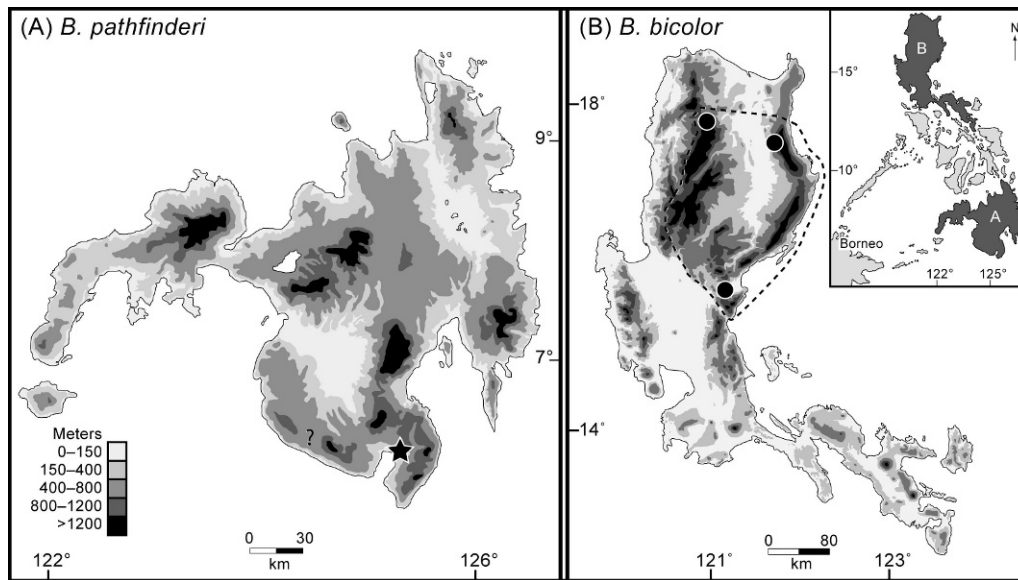 (A) B. pathfinderi
9°
7°
?
Meters
0–150
150–400
400–800
800–1200
>1200
0 30
km
122° 126°
(B) B. bicolor
18°
14°
0 80
km
121° 123°
N
B
15°
10°
A
Borneo
122° 125°